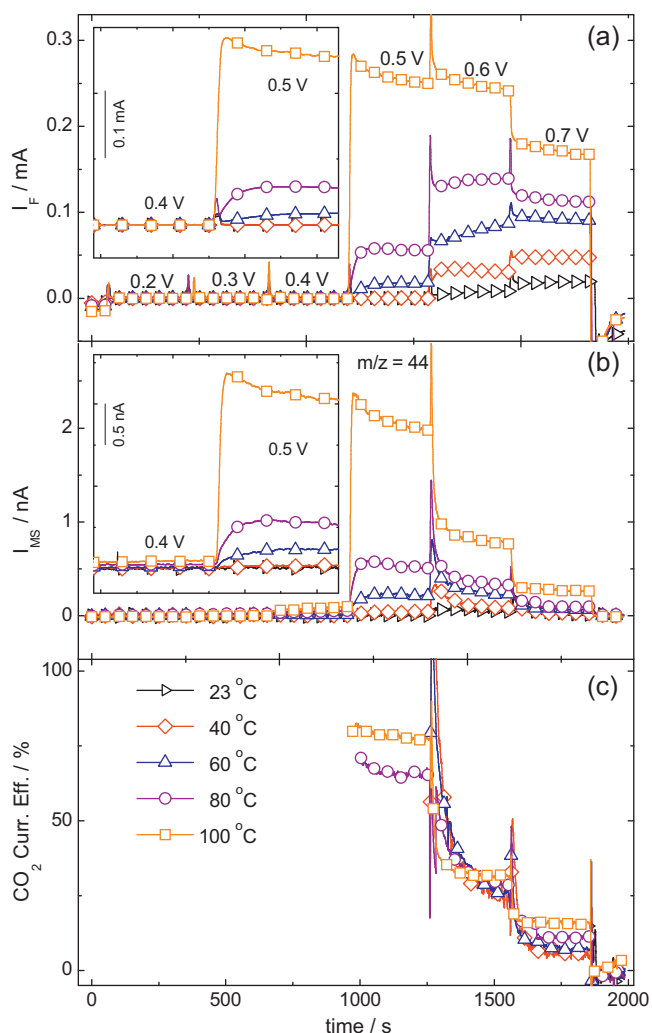 0.3
0.2
0.1
0.0
I_F / mA
(a)
0.5 V
0.6 V
0.7 V
0.2 V
0.3 V
0.4 V
0.1 mA
0.4 V
0.5 V
2
1
0
I_MS / nA
(b)
m/z = 44
0.5 nA
0.4 V
0.5 V
100
50
0
CO_2 Curr. Eff. / %
(c)
23 °C
40 °C
60 °C
80 °C
100 °C
0
500
1000
1500
2000
time / s